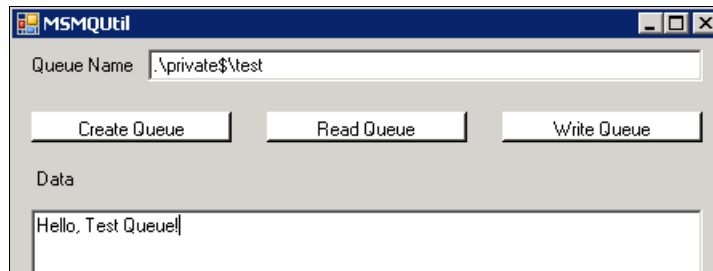 MSMQUtil
Queue Name .\private$\test
Create Queue Read Queue Write Queue
Data
Hello, Test Queue!